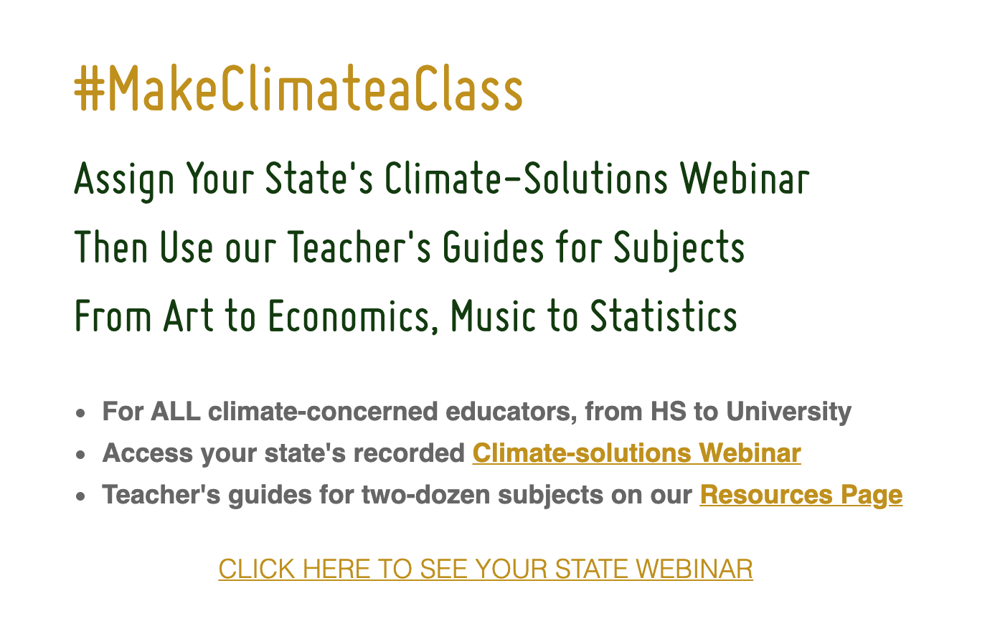 #MakeClimateaClass
Assign Your State's Climate-Solutions Webinar
Then Use our Teacher's Guides for Subjects
From Art to Economics, Music to Statistics
• For ALL climate-concerned educators, from HS to University
• Access your state's recorded Climate-solutions Webinar
• Teacher's guides for two-dozen subjects on our Resources Page
CLICK HERE TO SEE YOUR STATE WEBINAR